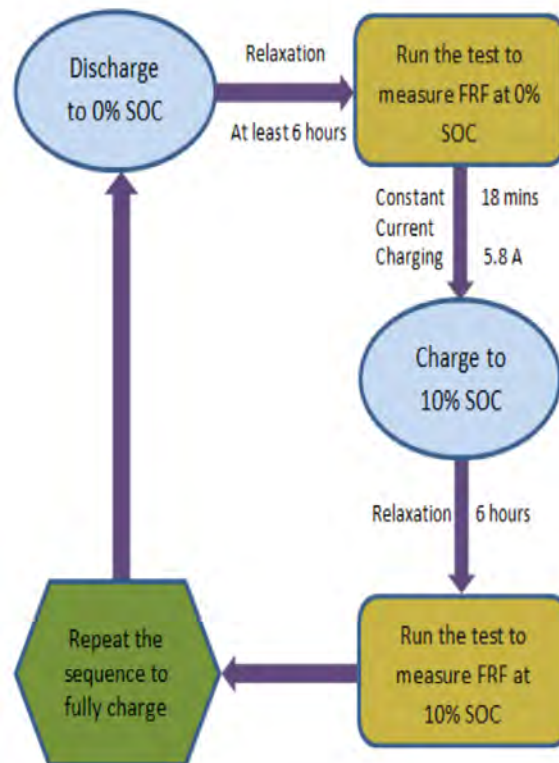 Discharge
to 0% SOC
Relaxation
At least 6 hours
Run the test to
measure FRF at 0%
SOC
Constant 18 mins
Current
Charging 5.8 A
Charge to
10% SOC
Relaxation 6 hours
Run the test to
measure FRF at
10% SOC
Repeat the
sequence to
fully charge